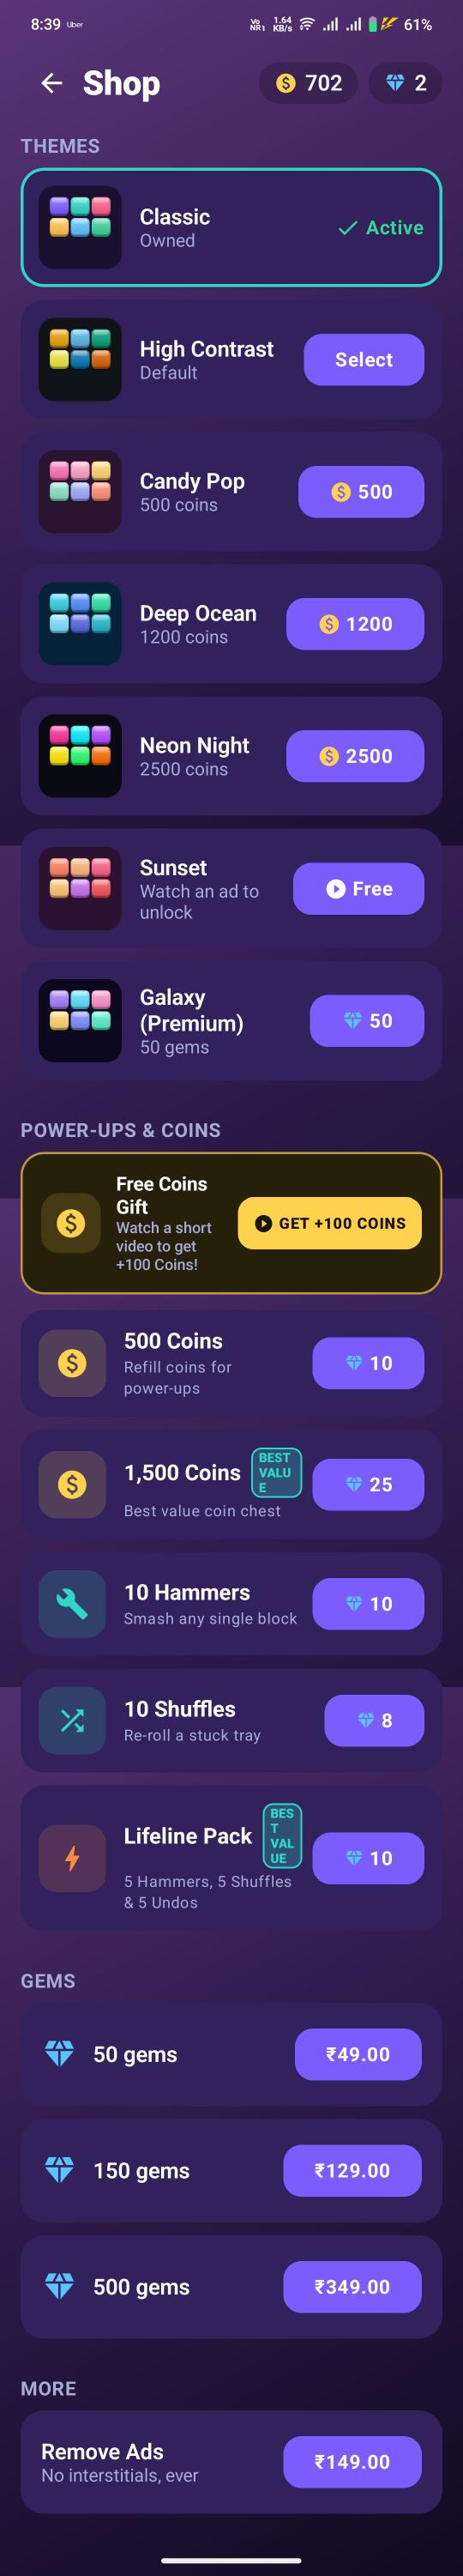 8:39 Uber Vo NR1 1.64 KB/s 61%
Shop 702 2
THEMES
Classic
Owned
Active
High Contrast
Default
Select
Candy Pop
500 coins
500
Deep Ocean
1200 coins
1200
Neon Night
2500 coins
2500
Sunset
Watch an ad to
unlock
Free
Galaxy
(Premium)
50 gems
50
POWER-UPS & COINS
Free Coins
Gift
Watch a short
video to get
+100 Coins!
GET +100 COINS
500 Coins
Refill coins for
power-ups
10
1,500 Coins
BEST
VALU
E
Best value coin chest
25
10 Hammers
Smash any single block
10
10 Shuffles
Re-roll a stuck tray
8
Lifeline Pack
BES
T
VAL
UE
5 Hammers, 5 Shuffles
& 5 Undos
10
GEMS
50 gems
₹49.00
150 gems
₹129.00
500 gems
₹349.00
MORE
Remove Ads
No interstitials, ever
₹149.00